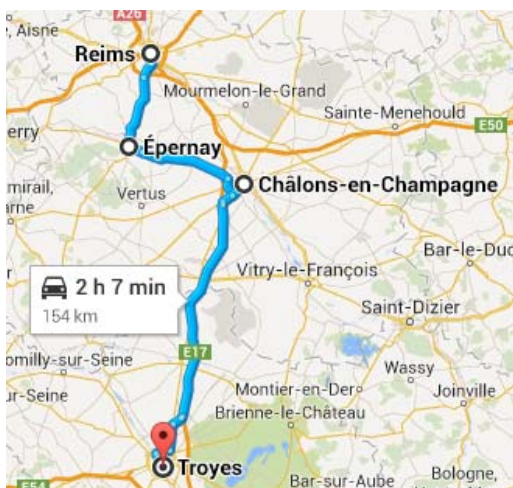 A26
, Aisne
Reims
Mourmelon-le-Grand
Sainte-Menehould
erry
E50
Épernay
Châlons-en-Champagne
mirail,
arne
Vertus
Bar-le-Duc
2 h 7 min
154 km
Vitry-le-François
Saint-Dizier
E17
omilly-sur-Seine
Wassy
ur-Seine
Montier-en-Der
Joinville
Brienne-le-Château
Troyes
E54
Bar-sur-Aube
Bologne,